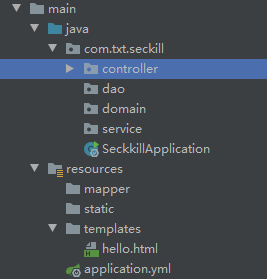 main
java
com.txt.seckill
controller
dao
domain
service
SeckkillApplication
resources
mapper
static
templates
hello.html
application.yml